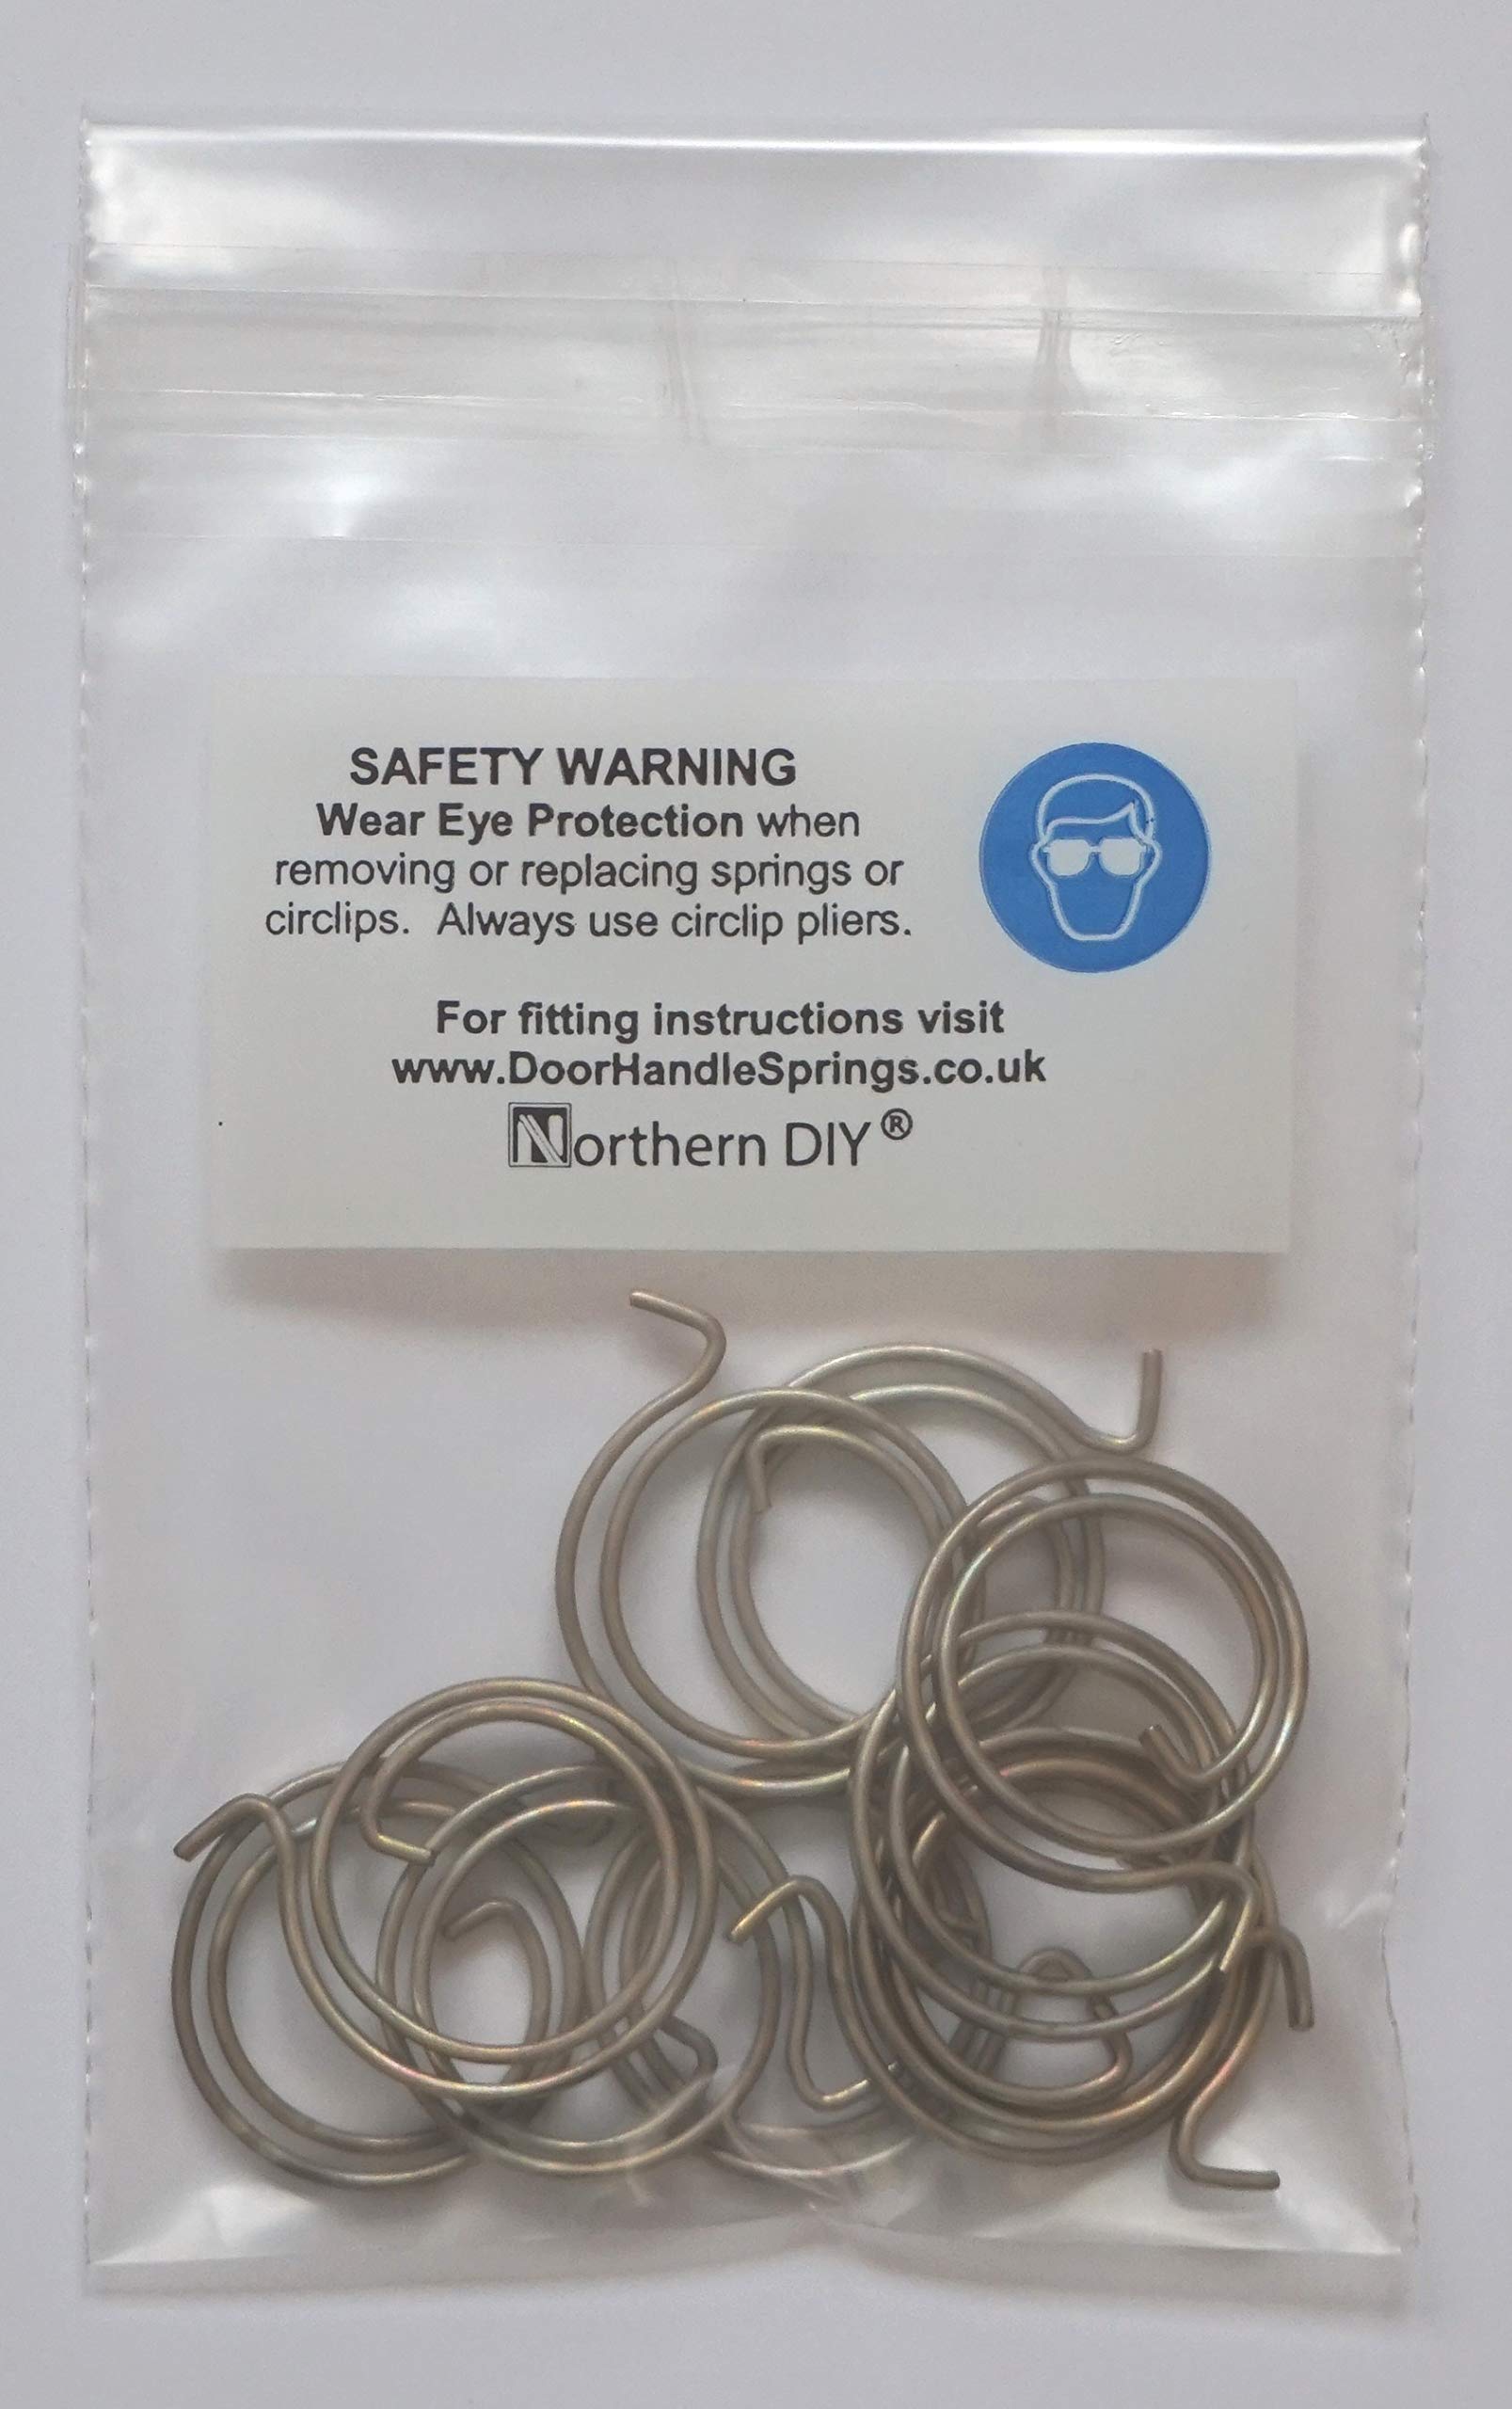 SAFETY WARNING
Wear Eye Protection when
removing or replacing springs or
circlips.  Always use circlip pliers.
For fitting instructions visit
www.DoorHandleSprings.co.uk
Northern DIY®